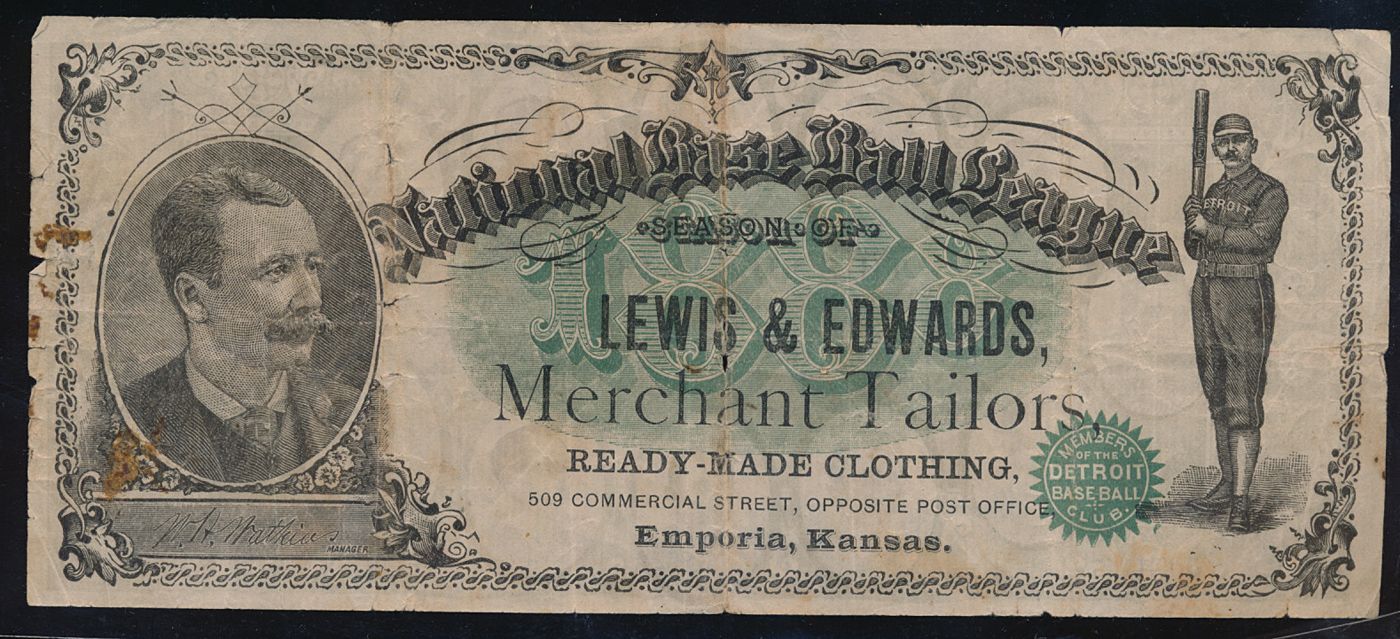 National Base Ball League
SEASON OF
LEWIS & EDWARDS,
Merchant Tailors,
READY-MADE CLOTHING,
509 COMMERCIAL STREET, OPPOSITE POST OFFICE,
Emporia, Kansas.
W. H. Watkins
MANAGER
DETROIT
MEMBERS
OF THE
DETROIT
BASE BALL
CLUB.